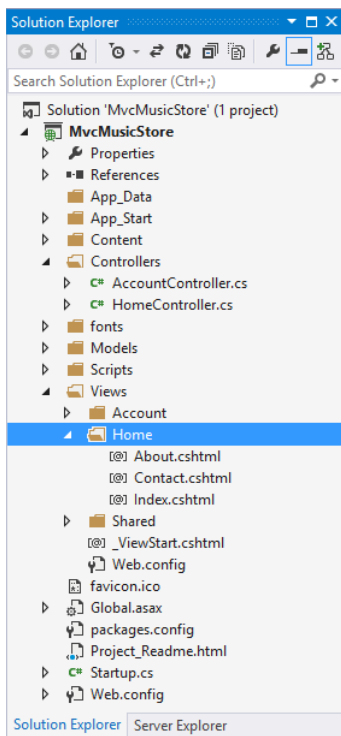 Solution Explorer
Search Solution Explorer (Ctrl+;)
Solution 'MvcMusicStore' (1 project)
MvcMusicStore
Properties
References
App_Data
App_Start
Content
Controllers
C# AccountController.cs
C# HomeController.cs
fonts
Models
Scripts
Views
Account
Home
[@] About.cshtml
[@] Contact.cshtml
[@] Index.cshtml
Shared
[@] _ViewStart.cshtml
Web.config
favicon.ico
Global.asax
packages.config
Project_Readme.html
C# Startup.cs
Web.config
Solution Explorer Server Explorer